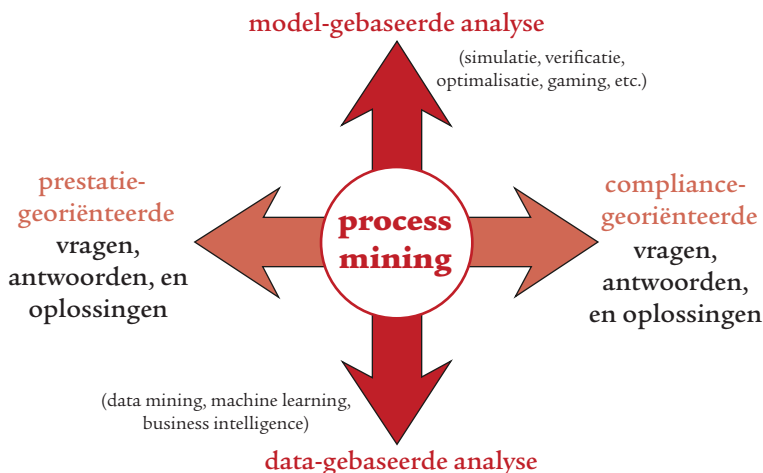 model-gebaseerde analyse
(simulatie, verificatie,
optimalisatie, gaming, etc.)
prestatie-
georiënteerde
vragen,
antwoorden, en
oplossingen
process
mining
compliance-
georiënteerde
vragen,
antwoorden,
en oplossingen
(data mining, machine learning,
business intelligence)
data-gebaseerde analyse